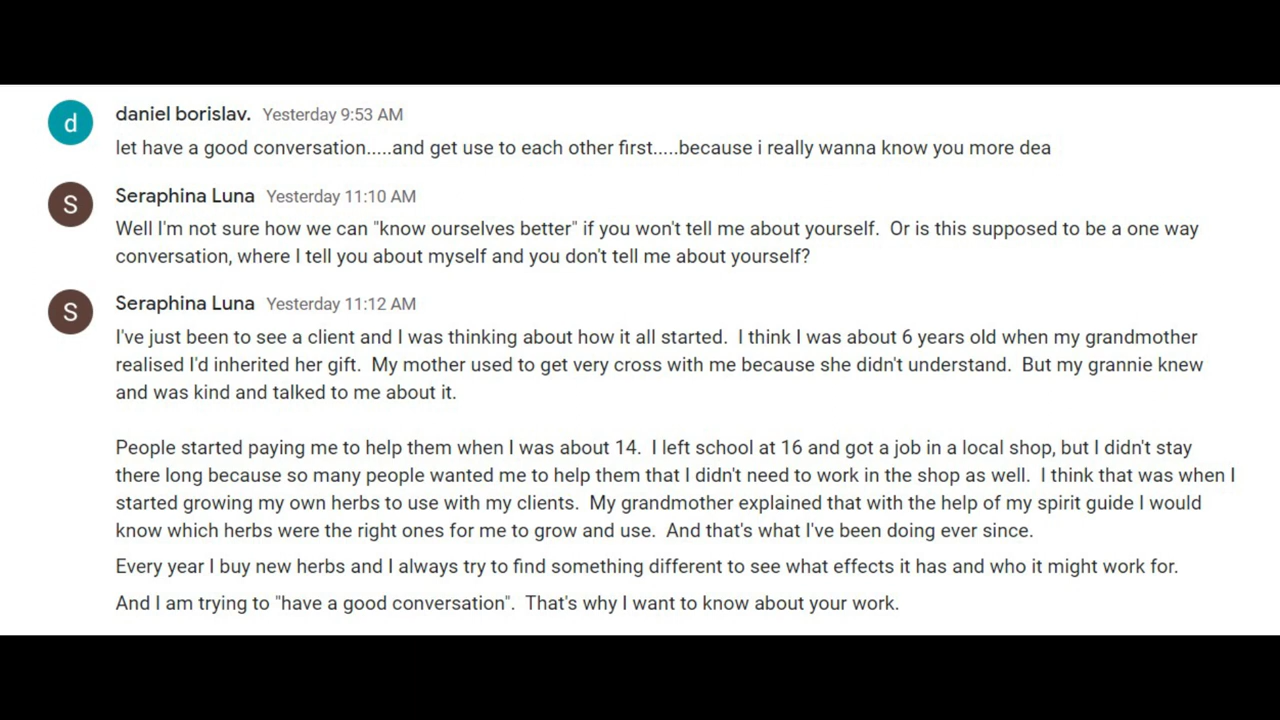 d
daniel borislav. Yesterday 9:53 AM
let have a good conversation.....and get use to each other first.....because i really wanna know you more dea
S
Seraphina Luna Yesterday 11:10 AM
Well I'm not sure how we can "know ourselves better" if you won't tell me about yourself. Or is this supposed to be a one way
conversation, where I tell you about myself and you don't tell me about yourself?
S
Seraphina Luna Yesterday 11:12 AM
I've just been to see a client and I was thinking about how it all started. I think I was about 6 years old when my grandmother
realised I'd inherited her gift. My mother used to get very cross with me because she didn't understand. But my grannie knew
and was kind and talked to me about it.
People started paying me to help them when I was about 14. I left school at 16 and got a job in a local shop, but I didn't stay
there long because so many people wanted me to help them that I didn't need to work in the shop as well. I think that was when I
started growing my own herbs to use with my clients. My grandmother explained that with the help of my spirit guide I would
know which herbs were the right ones for me to grow and use. And that's what I've been doing ever since.
Every year I buy new herbs and I always try to find something different to see what effects it has and who it might work for.
And I am trying to "have a good conversation". That's why I want to know about your work.